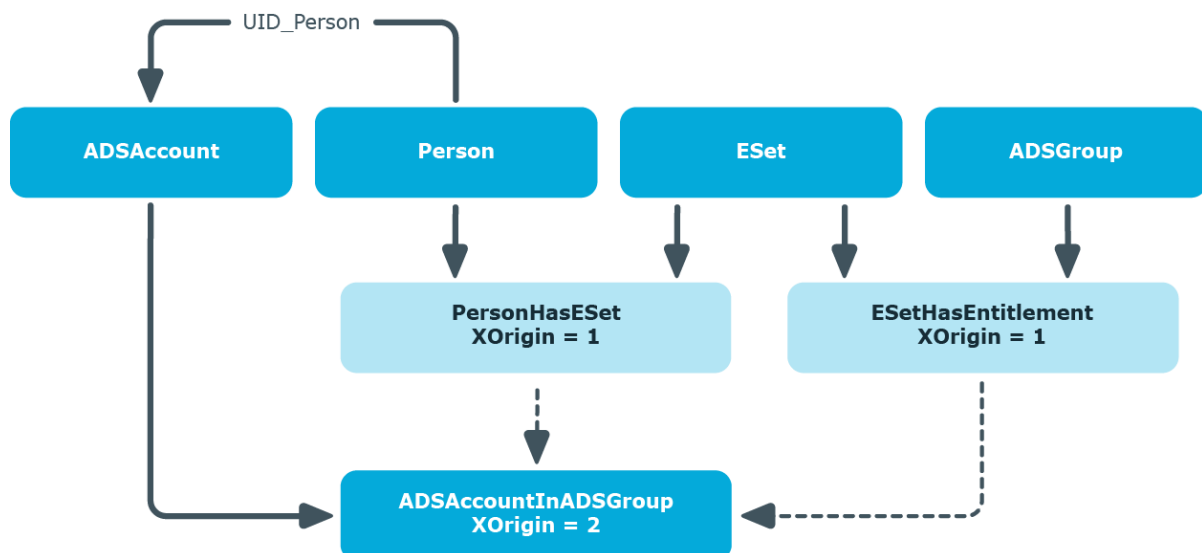 UID_Person
ADSAccount
Person
ESet
ADSGroup
PersonHasESet
XOrigin = 1
ESetHasEntitlement
XOrigin = 1
ADSAccountInADSGroup
XOrigin = 2